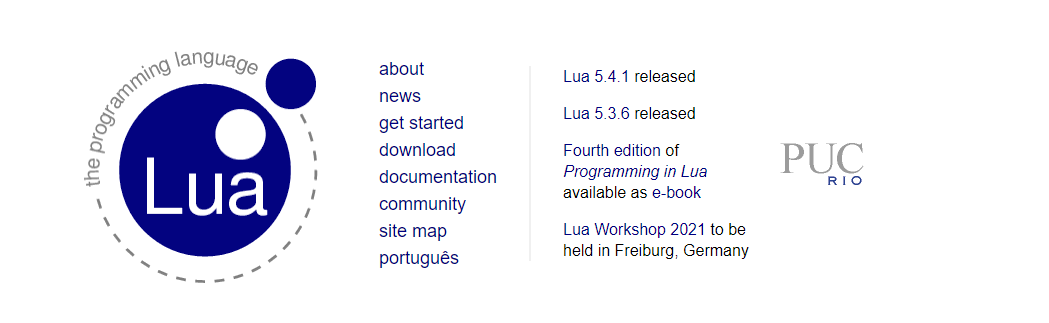 the programming language
Lua
about
news
get started
download
documentation
community
site map
português
Lua 5.4.1 released
Lua 5.3.6 released
Fourth edition of
Programming in Lua
available as e-book
Lua Workshop 2021 to be
held in Freiburg, Germany
PUC
RIO